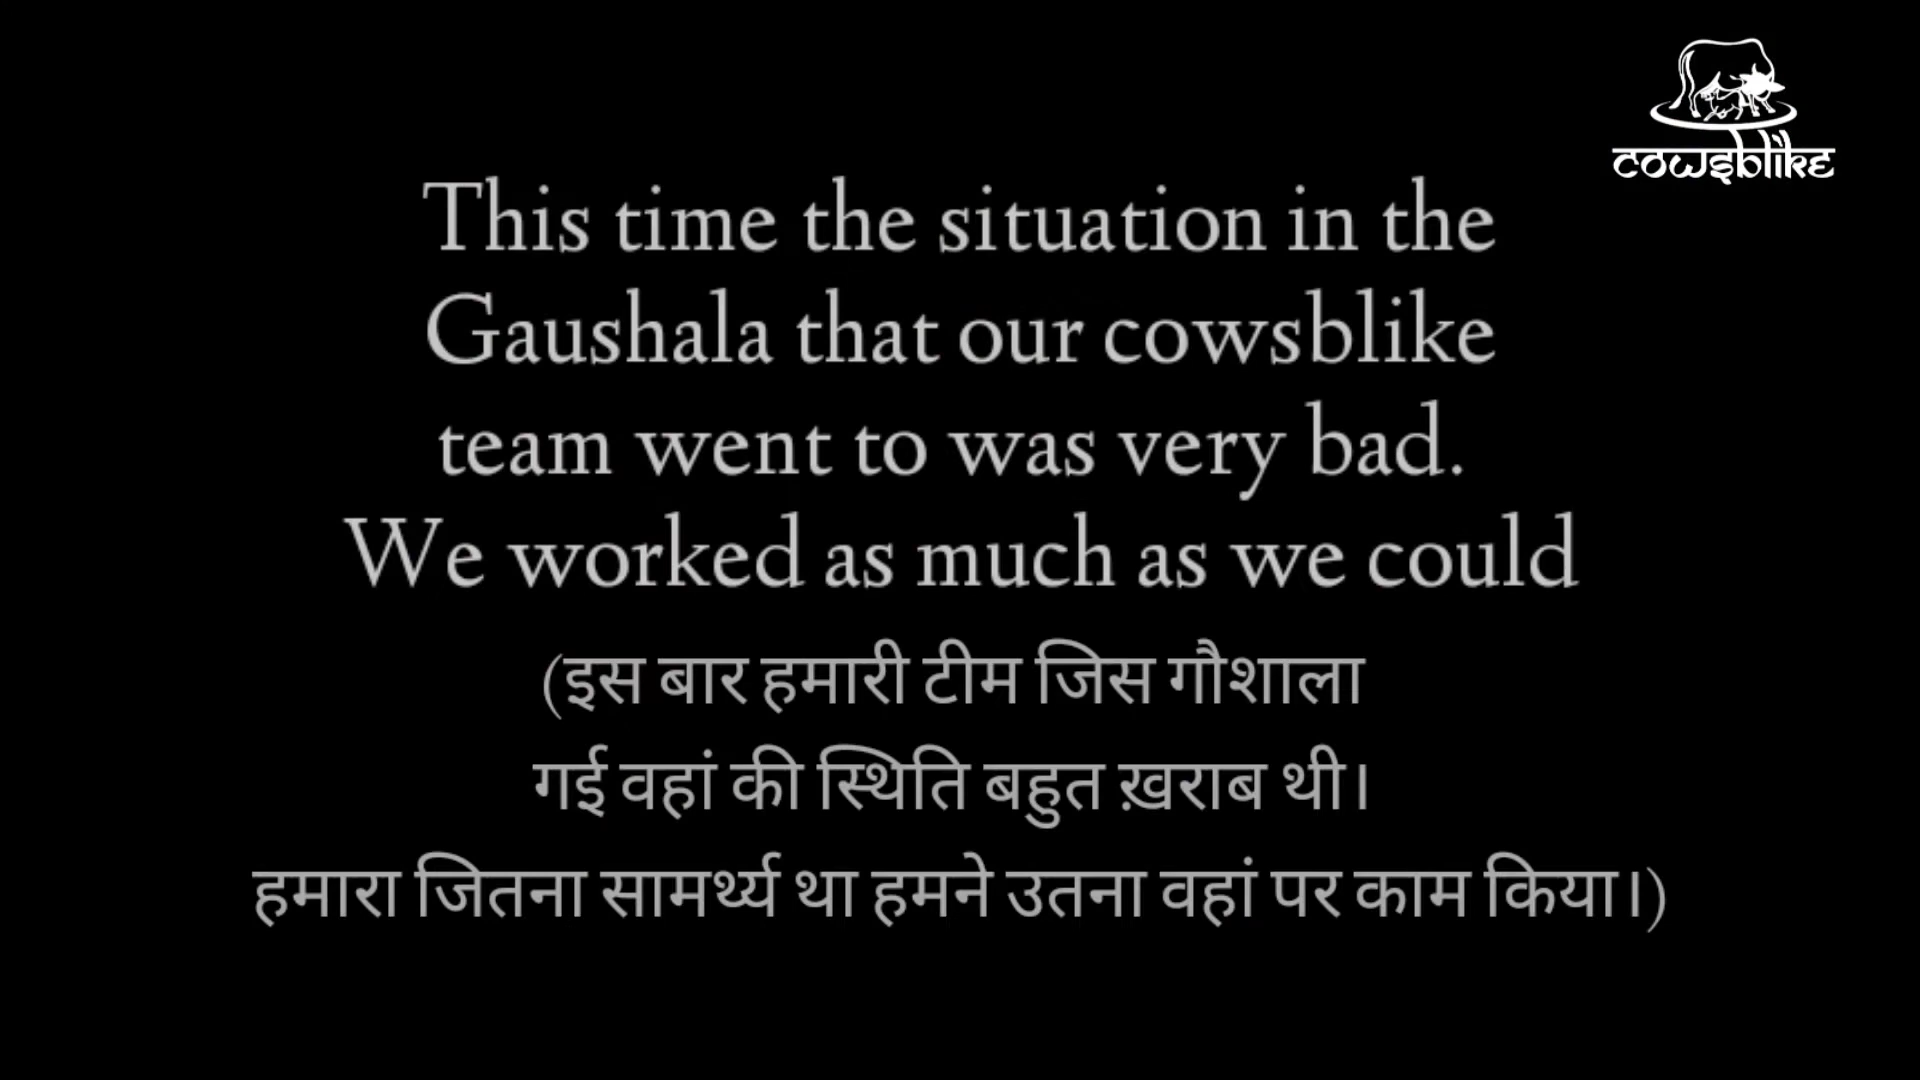 cowsblike
This time the situation in the
Gaushala that our cowsblike
team went to was very bad.
We worked as much as we could
(इस बार हमारी टीम जिस गौशाला
गई वहां की स्थिति बहुत ख़राब थी।
हमारा जितना सामर्थ्य था हमने उतना वहां पर काम किया।)